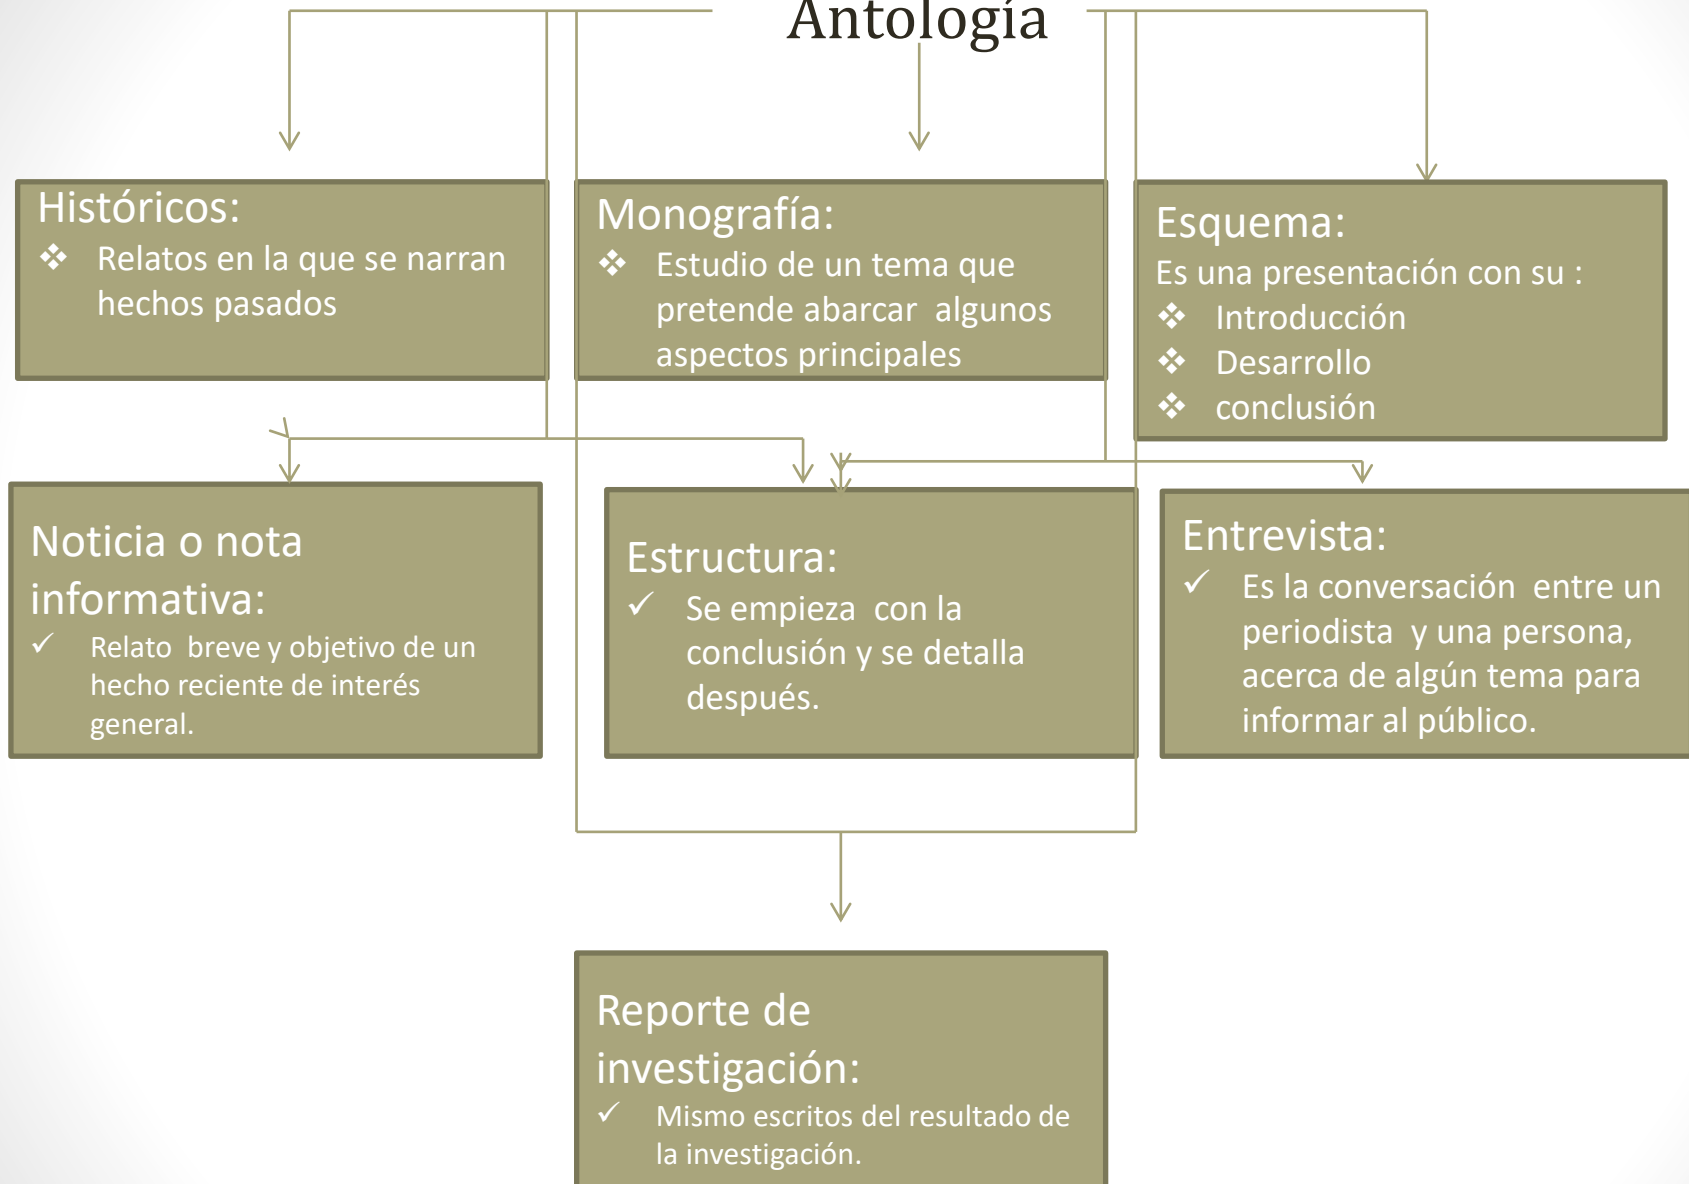 Antología
Históricos:
❖ Relatos en la que se narran
hechos pasados
Monografía:
❖ Estudio de un tema que
pretende abarcar algunos
aspectos principales
Esquema:
Es una presentación con su :
❖ Introducción
❖ Desarrollo
❖ conclusión
Noticia o nota
informativa:
✓ Relato breve y objetivo de un
hecho reciente de interés
general.
Estructura:
✓ Se empieza con la
conclusión y se detalla
después.
Entrevista:
✓ Es la conversación entre un
periodista y una persona,
acerca de algún tema para
informar al público.
Reporte de
investigación:
✓ Mismo escritos del resultado de
la investigación.